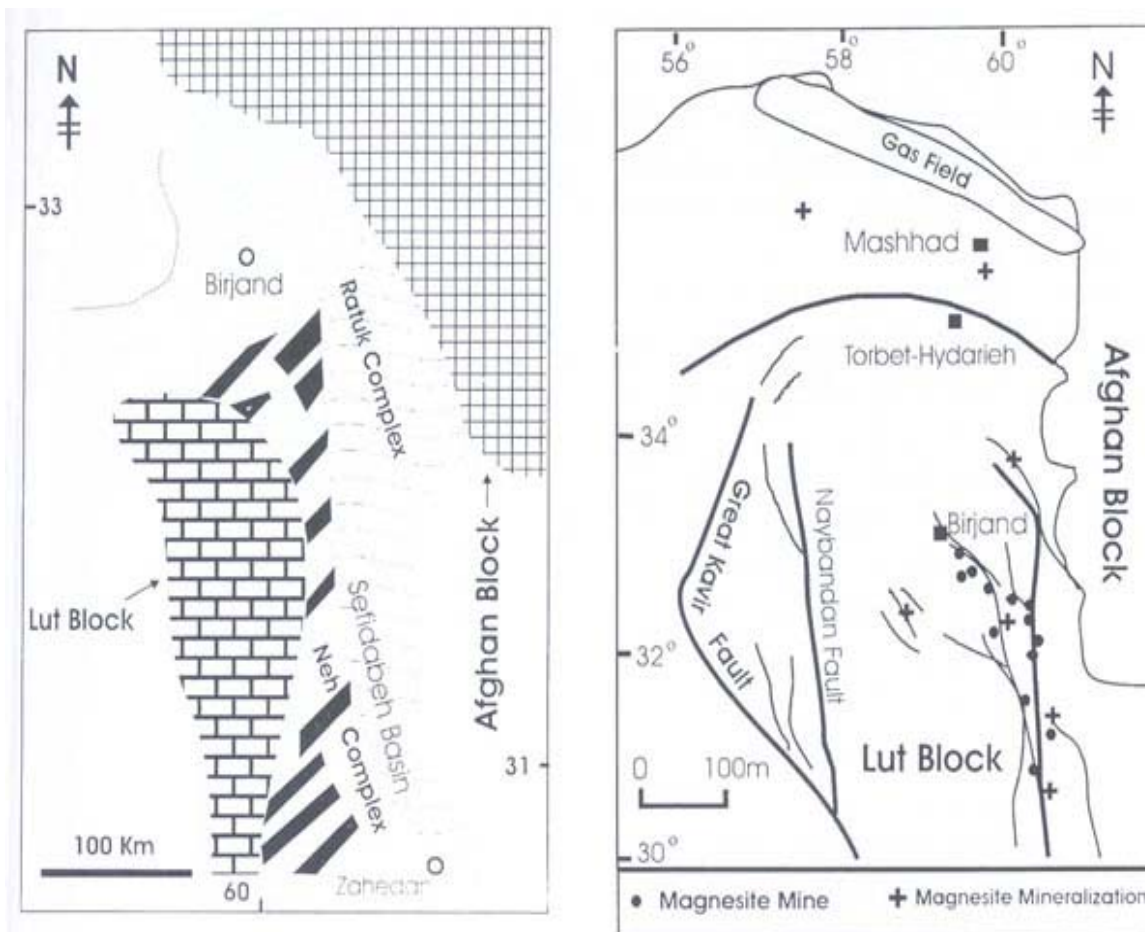 N
33
Birjand
Ratuk Complex
Lut Block
Afghan Block
Sefidabeh Basin
Neh Complex
31
100 Km
60
Zahedan
56° 58° 60°
N
Gas Field
Mashhad
Torbet-Hydarieh
Afghan Block
34°
Great Kavir Fault
Naybandan Fault
Birjand
32°
Lut Block
0 100m
30°
Magnesite Mine
Magnesite Mineralization